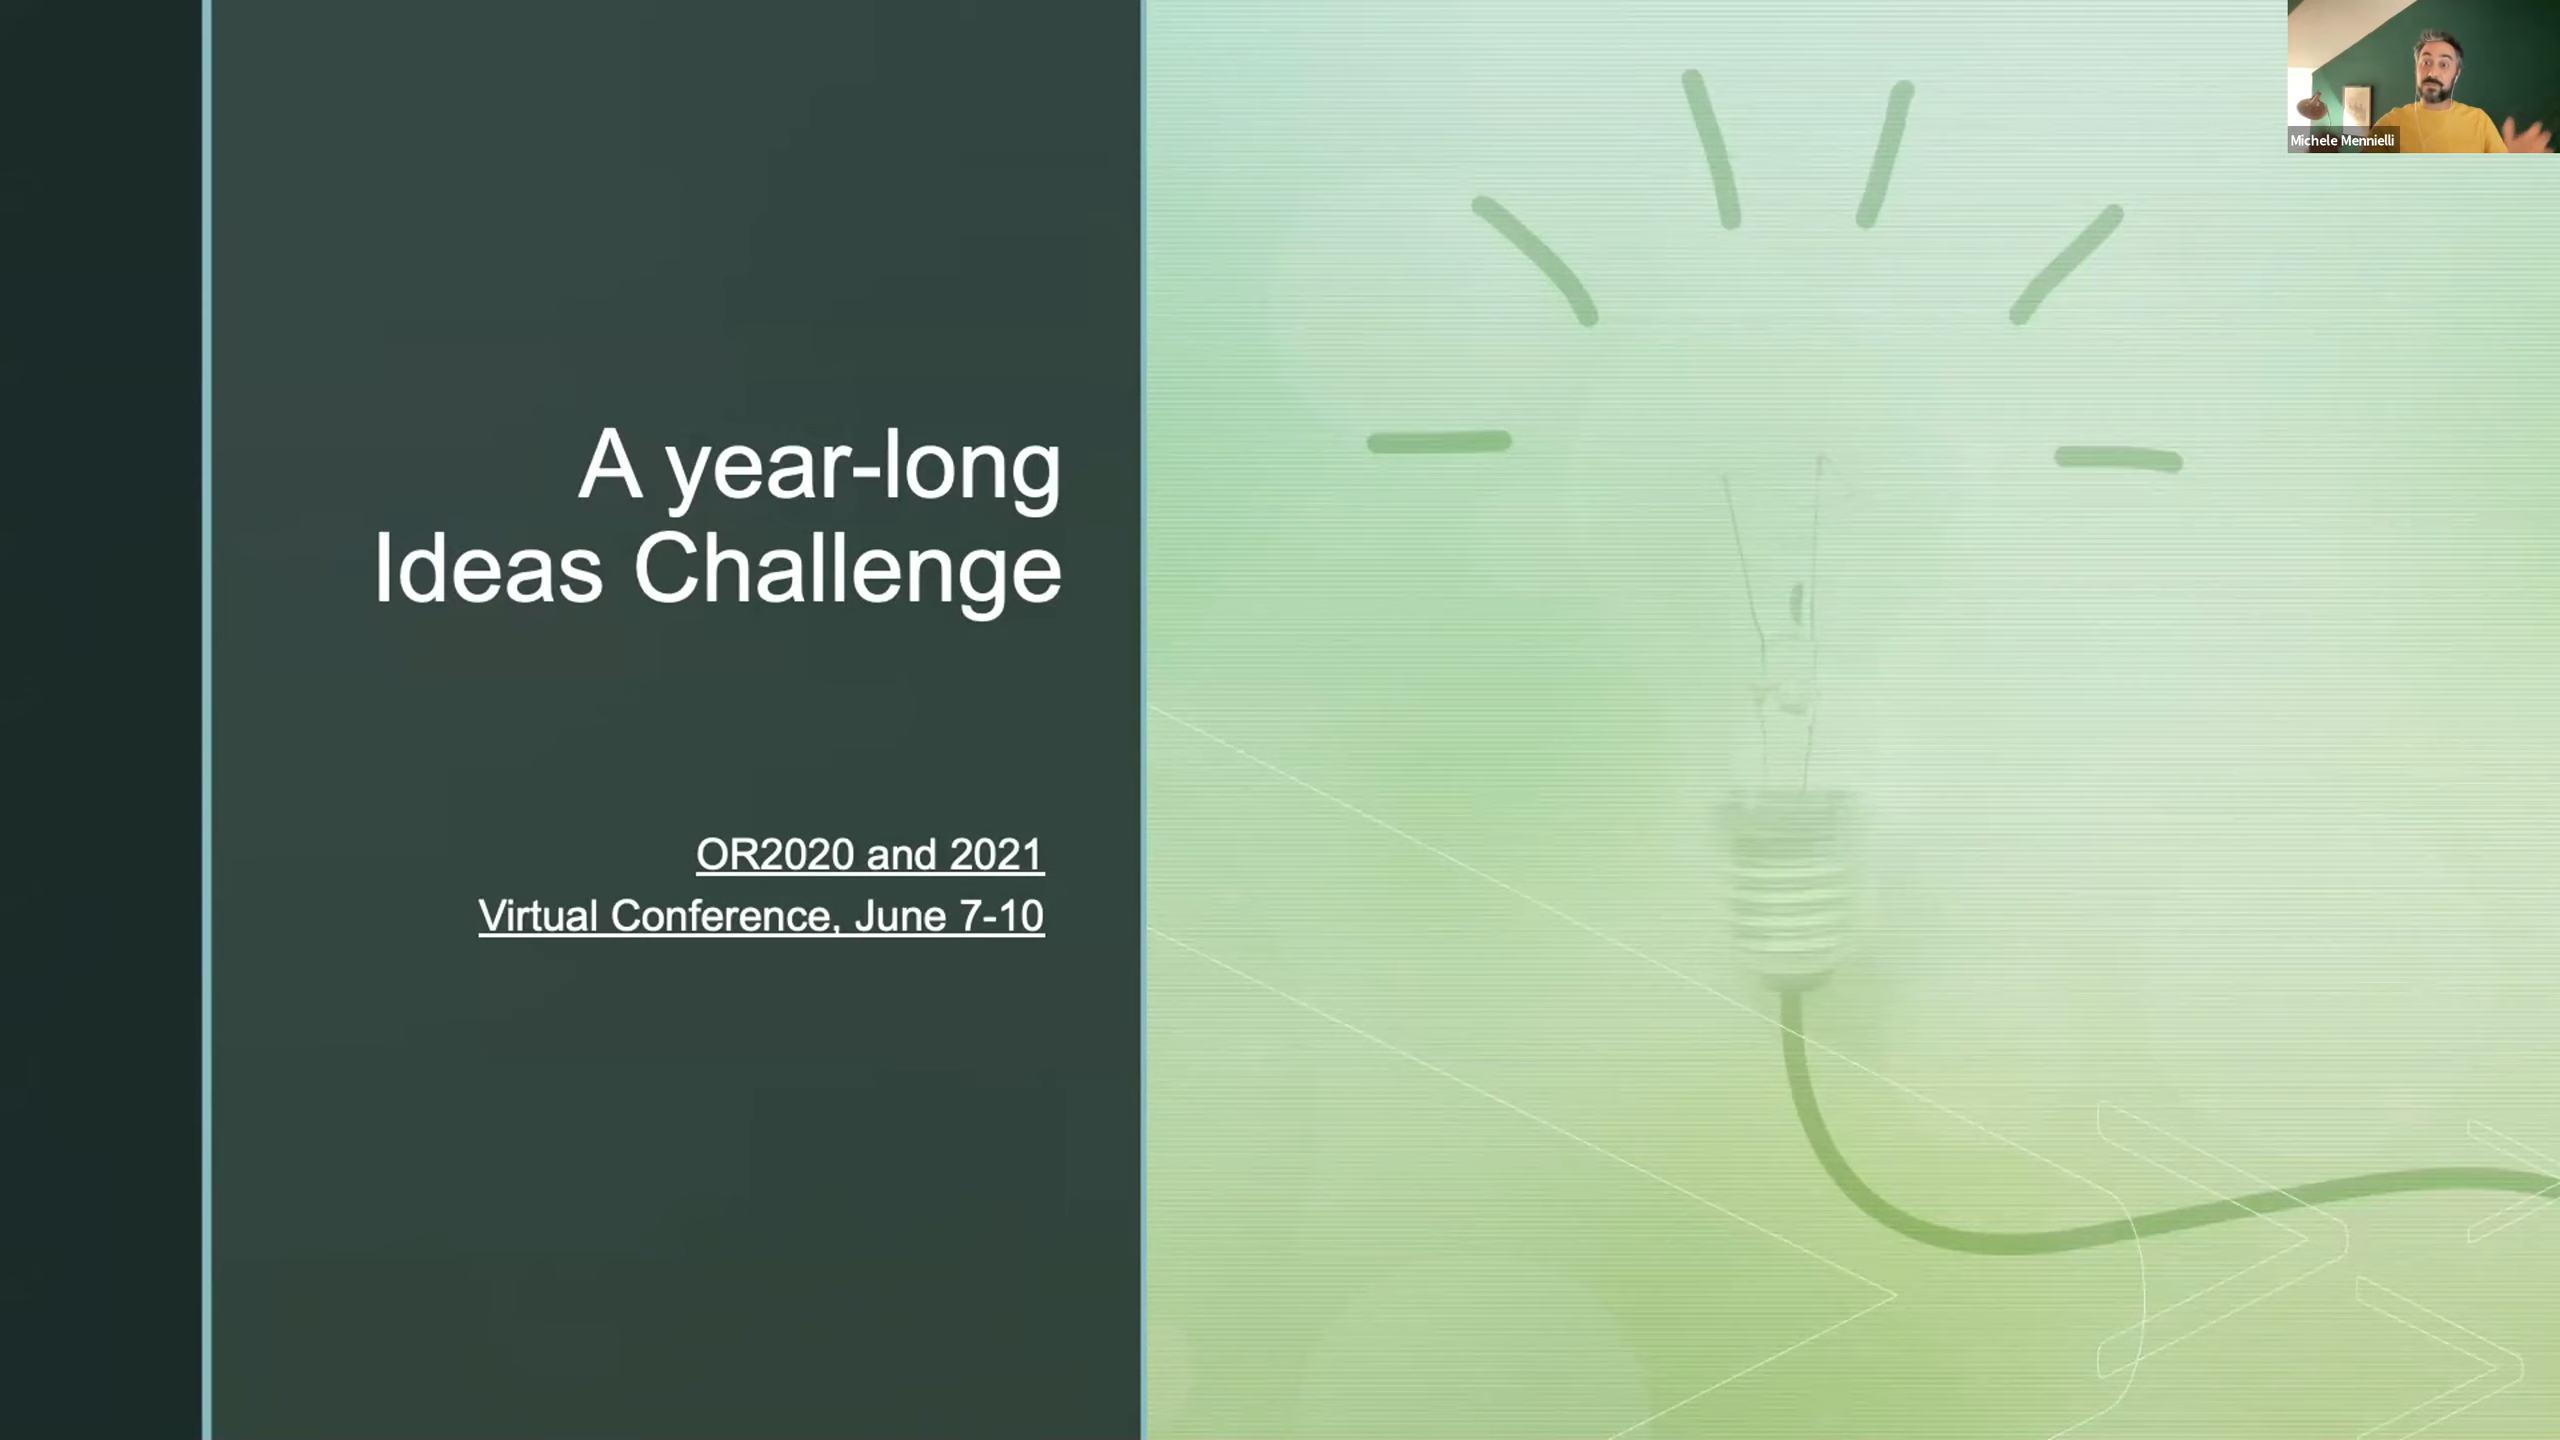 A year-long
Ideas Challenge
OR2020 and 2021
Virtual Conference, June 7-10
Michele Mennielli